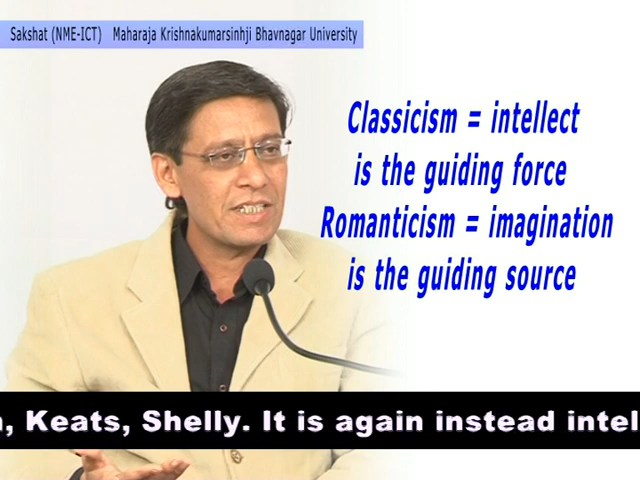 Sakshat (NME-ICT) Maharaja Krishnakumarsinhji Bhavnagar University
Classicism = intellect
is the guiding force
Romanticism = imagination
is the guiding source
, Keats, Shelly. It is again instead intel